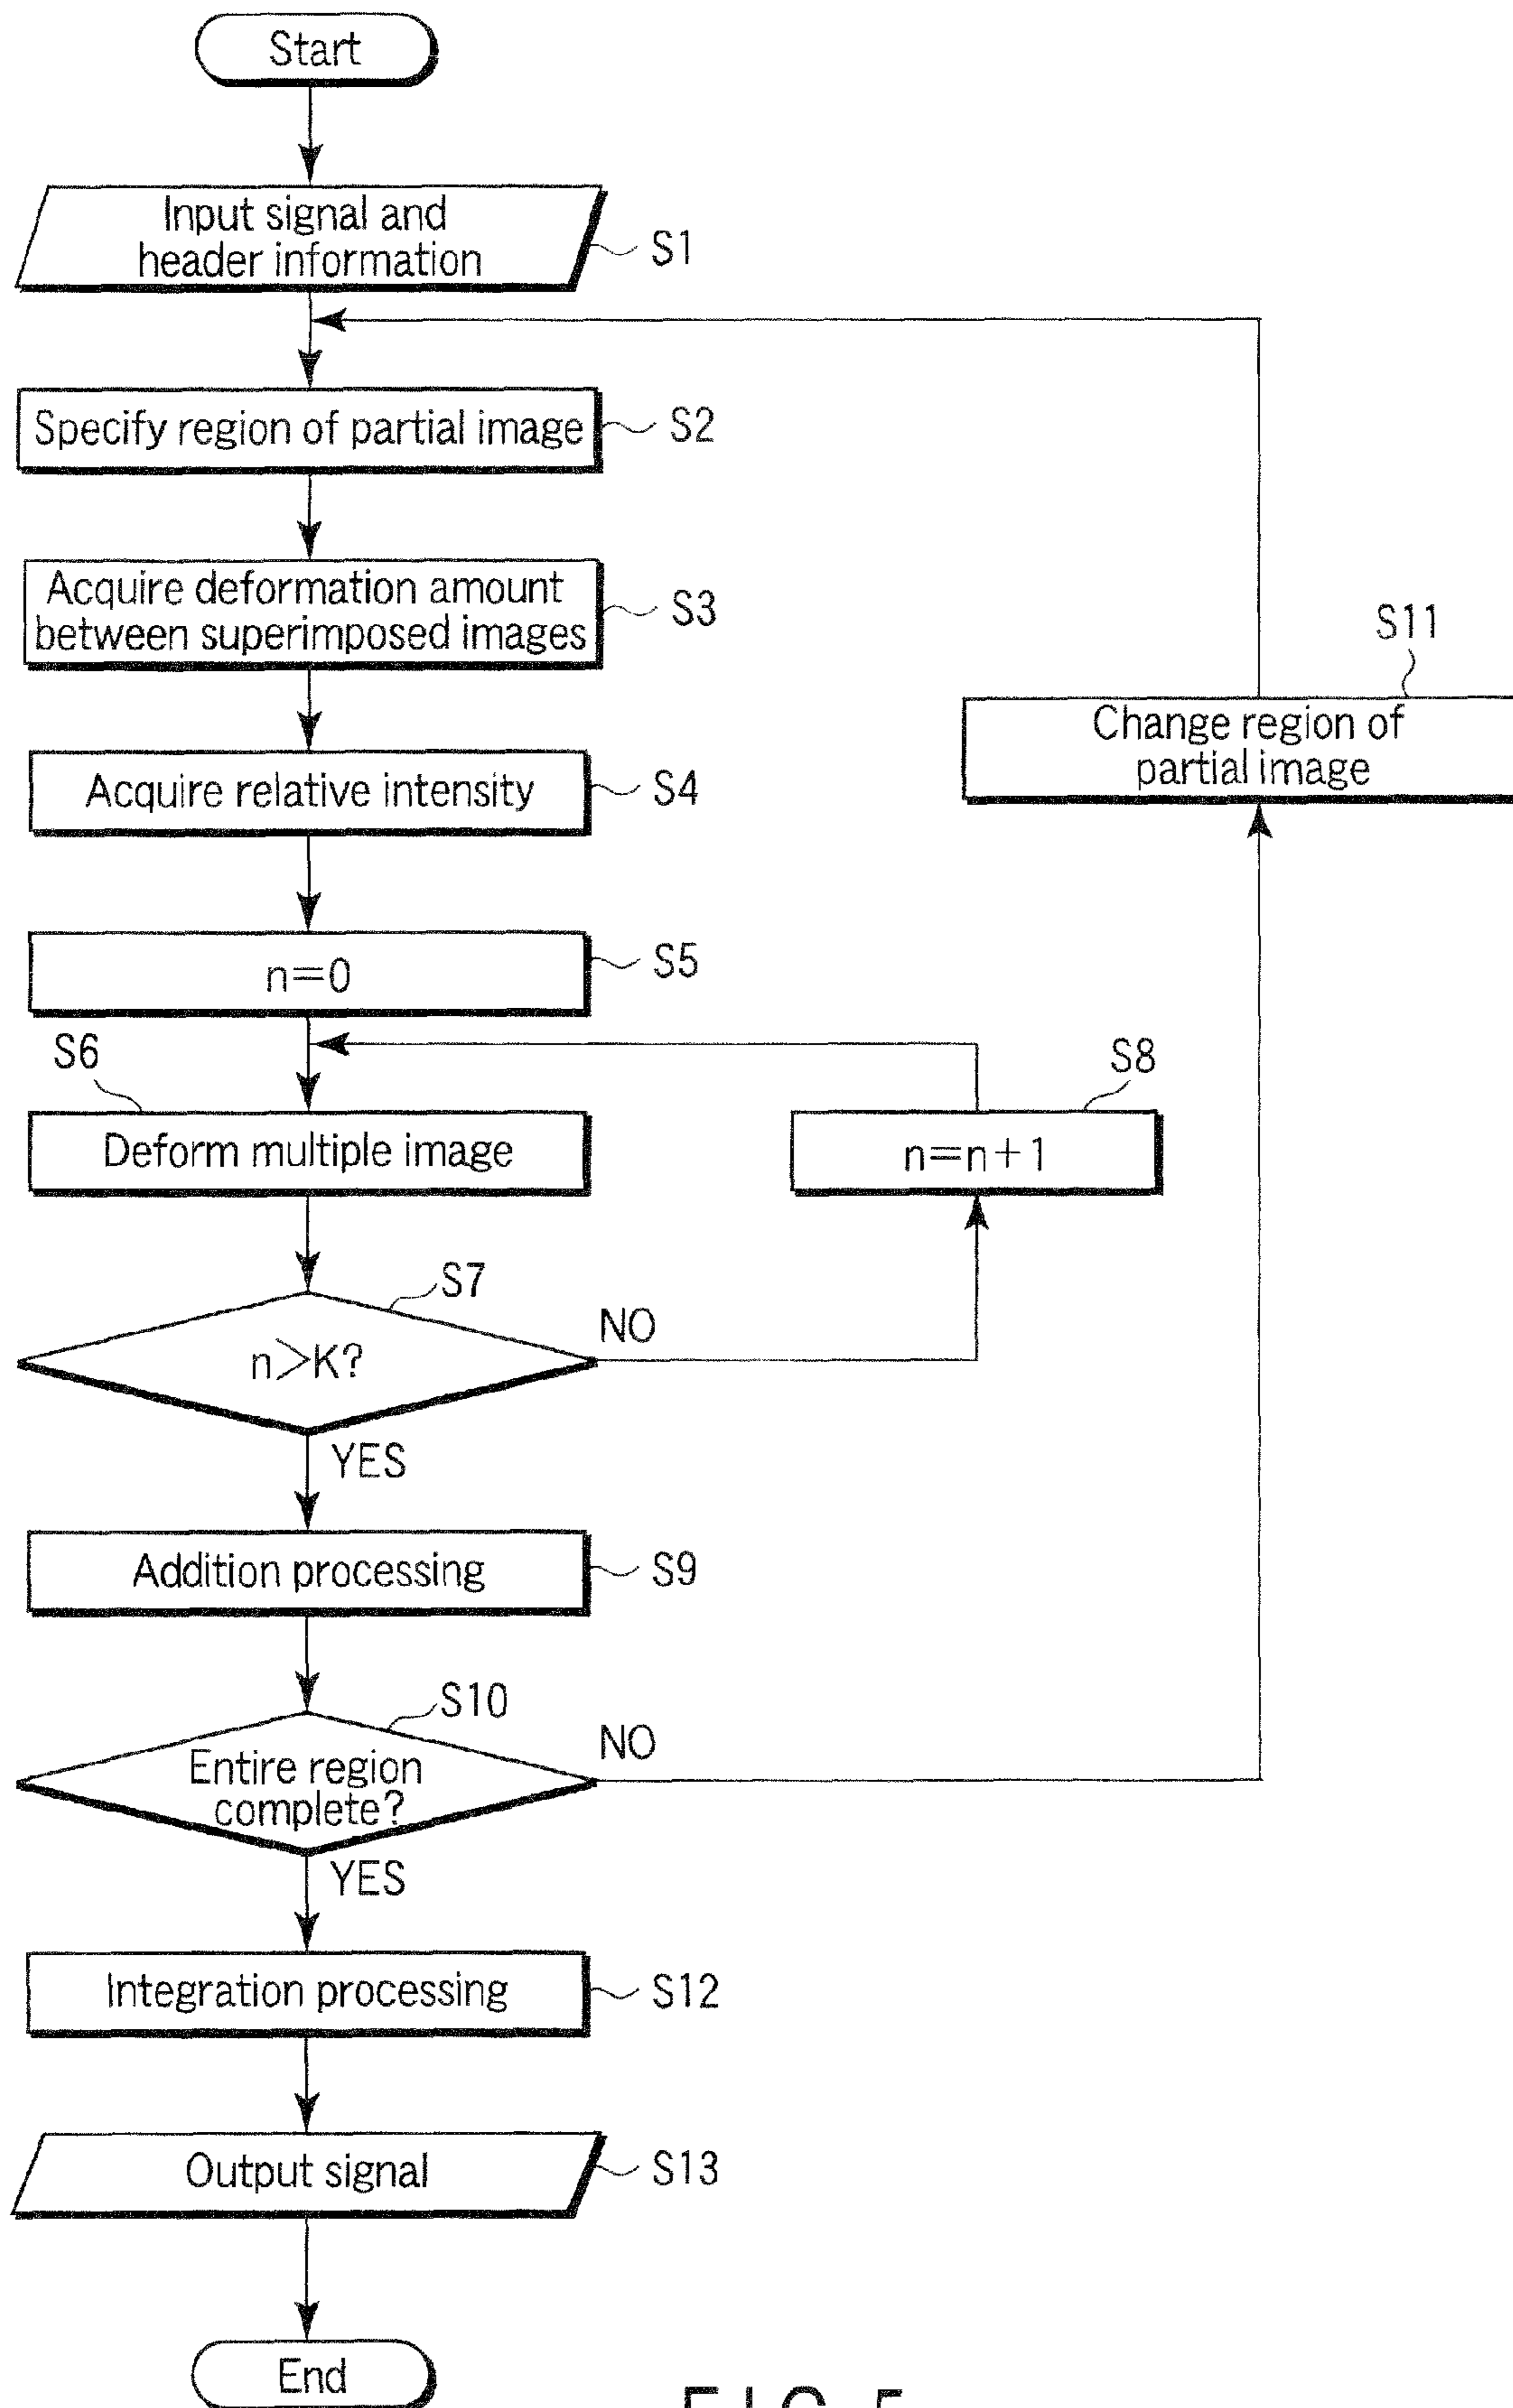 Start
Input signal and
header information
S1
Specify region of partial image
S2
Acquire deformation amount
between superimposed images
S3
S11
Change region of
partial image
Acquire relative intensity
S4
n=0
S5
S6
Deform multiple image
S8
n=n+1
S7
n>K?
NO
YES
Addition processing
S9
S10
Entire region
complete?
NO
YES
Integration processing
S12
Output signal
S13
End